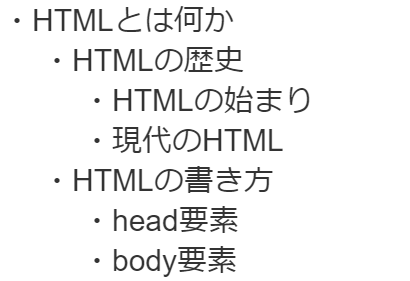 ・HTMLとは何か
・HTMLの歴史
・HTMLの始まり
・現代のHTML
・HTMLの書き方
・head要素
・body要素